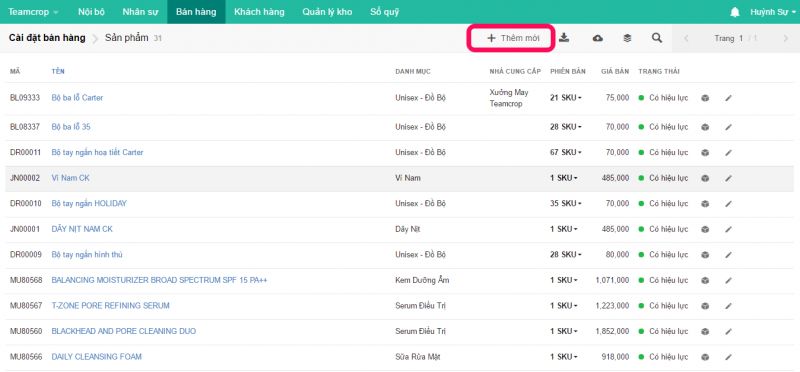 Teamcrop Nội bộ Nhân sự Bán hàng Khách hàng Quản lý kho Sổ quỹ Huỳnh Sự
Cài đặt bán hàng Sản phẩm 31 + Thêm mới Trang 1 / 1
MÃ TÊN DANH MỤC NHÀ CUNG CẤP PHIÊN BẢN GIÁ BÁN TRẠNG THÁI
BL09333 Bộ ba lỗ Carter Unisex - Đồ Bộ Xưởng May Teamcrop 21 SKU 75,000 Có hiệu lực
BL08337 Bộ ba lỗ 35 Unisex - Đồ Bộ 28 SKU 70,000 Có hiệu lực
DR00011 Bộ tay ngắn hoa tiết Carter Unisex - Đồ Bộ 67 SKU 70,000 Có hiệu lực
JN00002 Ví Nam CK Ví Nam 1 SKU 485,000 Có hiệu lực
DR00010 Bộ tay ngắn HOLIDAY Unisex - Đồ Bộ 35 SKU 70,000 Có hiệu lực
JN00001 DÂY NỊT NAM CK Dây Nịt 1 SKU 485,000 Có hiệu lực
DR00009 Bộ tay ngắn hình thú Unisex - Đồ Bộ 28 SKU 80,000 Có hiệu lực
MU80568 BALANCING MOISTURIZER BROAD SPECTRUM SPF 15 PA++ Kem Dưỡng Ẩm 1 SKU 1,071,000 Có hiệu lực
MU80567 T-ZONE PORE REFINING SERUM Serum Điều Trị 1 SKU 1,223,000 Có hiệu lực
MU80560 BLACKHEAD AND PORE CLEANING DUO Serum Điều Trị 1 SKU 1,852,000 Có hiệu lực
MU80566 DAILY CLEANSING FOAM Sữa Rửa Mặt 1 SKU 918,000 Có hiệu lực